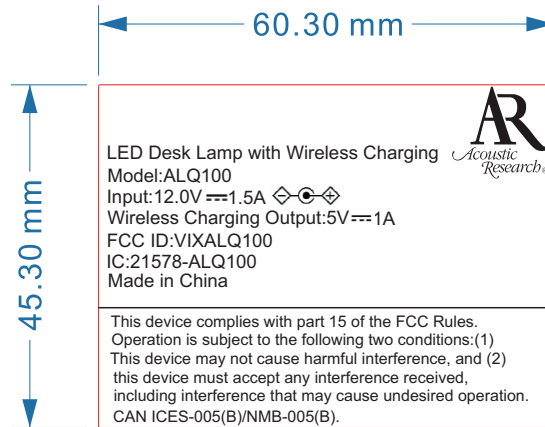 60.30 mm
45.30 mm
AR
Acoustic
Research®
LED Desk Lamp with Wireless Charging
Model:ALQ100
Input:12.0V⎓1.5A
Wireless Charging Output:5V⎓1A
FCC ID:VIXALQ100
IC:21578-ALQ100
Made in China
This device complies with part 15 of the FCC Rules.
Operation is subject to the following two conditions:(1)
This device may not cause harmful interference, and (2)
this device must accept any interference received,
including interference that may cause undesired operation.
CAN ICES-005(B)/NMB-005(B).